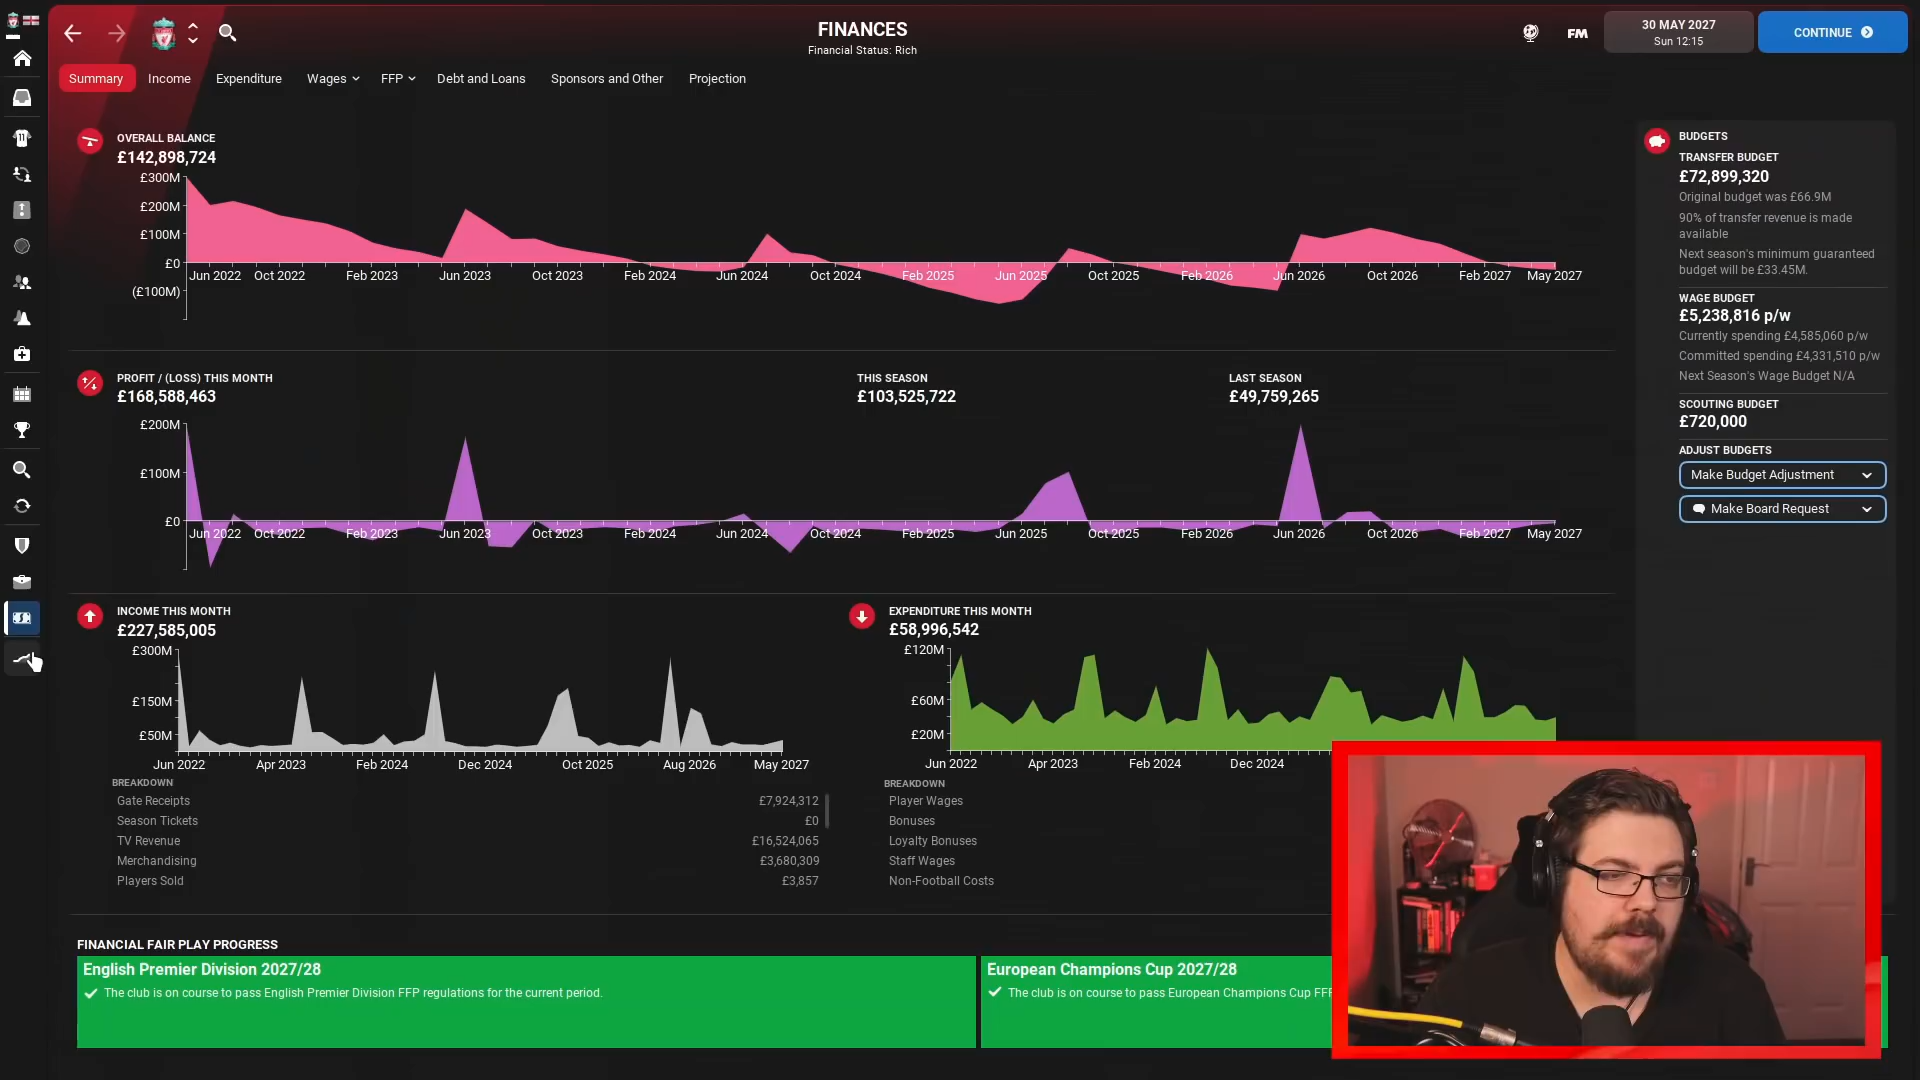 FINANCES
Financial Status: Rich
FM
30 MAY 2027
Sun 12:15
CONTINUE
Summary
Income
Expenditure
Wages
FFP
Debt and Loans
Sponsors and Other
Projection
OVERALL BALANCE
£142,898,724
£300M
£200M
£100M
£0
(£100M)
Jun 2022
Oct 2022
Feb 2023
Jun 2023
Oct 2023
Feb 2024
Jun 2024
Oct 2024
Feb 2025
Jun 2025
Oct 2025
Feb 2026
Jun 2026
Oct 2026
Feb 2027
May 2027
PROFIT / (LOSS) THIS MONTH
£168,588,463
THIS SEASON
£103,525,722
LAST SEASON
£49,759,265
£200M
£100M
£0
Jun 2022
Oct 2022
Feb 2023
Jun 2023
Oct 2023
Feb 2024
Jun 2024
Oct 2024
Feb 2025
Jun 2025
Oct 2025
Feb 2026
Jun 2026
Oct 2026
Feb 2027
May 2027
INCOME THIS MONTH
£227,585,005
£300M
£150M
£50M
Jun 2022
Apr 2023
Feb 2024
Dec 2024
Oct 2025
Aug 2026
May 2027
BREAKDOWN
Gate Receipts £7,924,312
Season Tickets £0
TV Revenue £16,524,065
Merchandising £3,680,309
Players Sold £3,857
EXPENDITURE THIS MONTH
£58,996,542
£120M
£60M
£20M
Jun 2022
Apr 2023
Feb 2024
Dec 2024
BREAKDOWN
Player Wages
Bonuses
Loyalty Bonuses
Staff Wages
Non-Football Costs
BUDGETS
TRANSFER BUDGET
£72,899,320
Original budget was £66.9M
90% of transfer revenue is made
available
Next season's minimum guaranteed
budget will be £33.45M.
WAGE BUDGET
£5,238,816 p/w
Currently spending £4,585,060 p/w
Committed spending £4,331,510 p/w
Next Season's Wage Budget N/A
SCOUTING BUDGET
£720,000
ADJUST BUDGETS
Make Budget Adjustment
Make Board Request
FINANCIAL FAIR PLAY PROGRESS
English Premier Division 2027/28
The club is on course to pass English Premier Division FFP regulations for the current period.
European Champions Cup 2027/28
The club is on course to pass European Champions Cup FFP